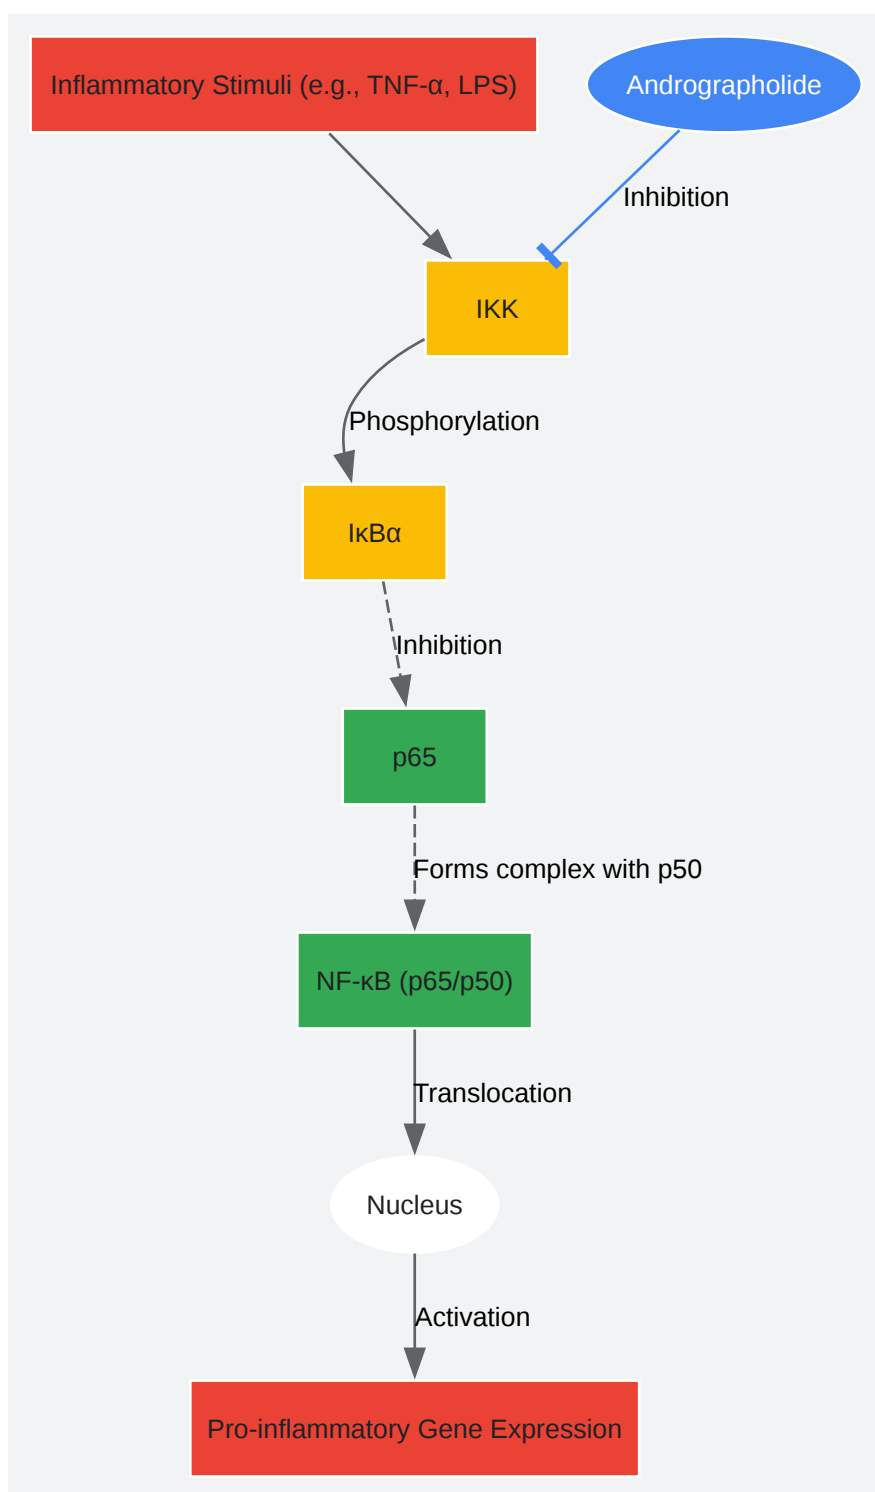 Inflammatory Stimuli (e.g., TNF-α, LPS)
Andrographolide
Inhibition
IKK
Phosphorylation
IκBα
Inhibition
p65
Forms complex with p50
NF-κB (p65/p50)
Translocation
Nucleus
Activation
Pro-inflammatory Gene Expression